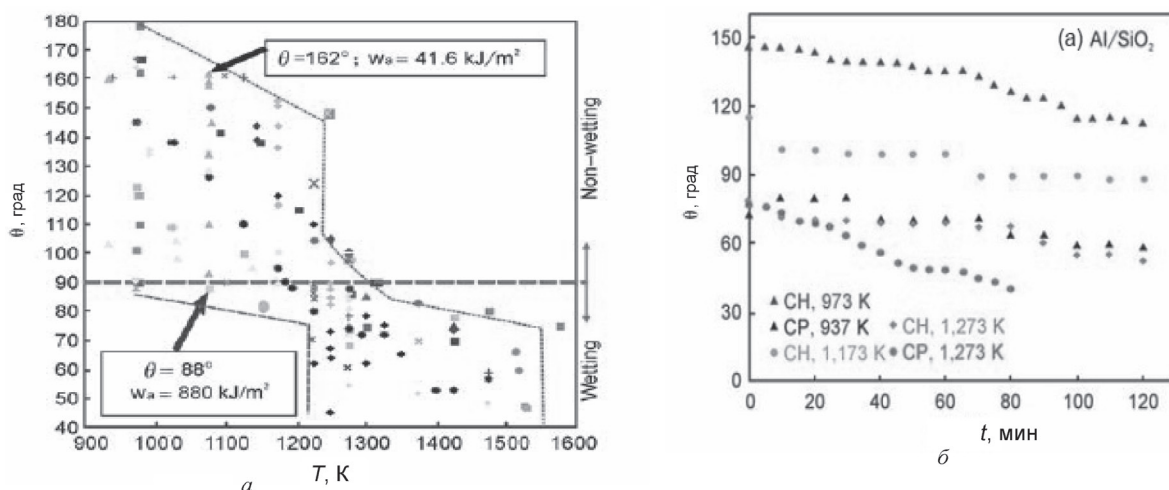 180
170
160
150
140
130
120
110
100
90
80
70
60
50
40
θ, град
θ=162°; wₐ= 41.6 kJ/m²
θ= 88°
wₐ= 880 kJ/m²
Non-wetting
Wetting
900 1000 1100 1200 1300 1400 1500 1600
T, К
а
150
120
90
60
30
0
θ, град
(a) Al/SiO₂
CH, 973 K
CP, 937 K
CH, 1,273 K
CH, 1,173 K
CP, 1,273 K
0 20 40 60 80 100 120
t, мин
б